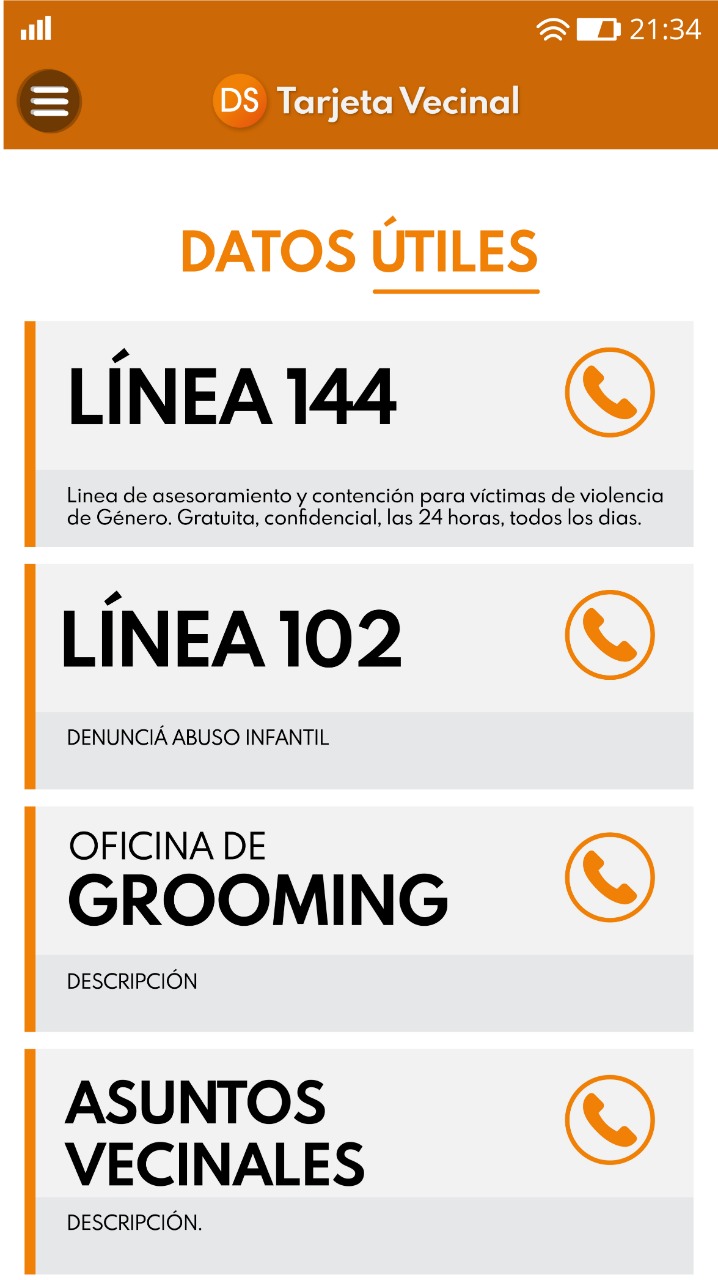 21:34
DS Tarjeta Vecinal
DATOS ÚTILES
LÍNEA 144
Linea de asesoramiento y contención para víctimas de violencia
de Género. Gratuita, confidencial, las 24 horas, todos los dias.
LÍNEA 102
DENUNCIÁ ABUSO INFANTIL
OFICINA DE
GROOMING
DESCRIPCIÓN
ASUNTOS
VECINALES
DESCRIPCIÓN.